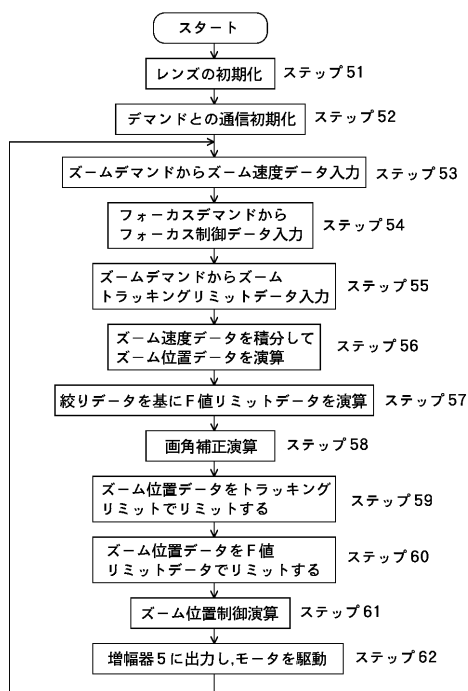 スタート
レンズの初期化 ステップ51
デマンドとの通信初期化 ステップ52
ズームデマンドからズーム速度データ入力 ステップ53
フォーカスデマンドから
フォーカス制御データ入力 ステップ54
ズームデマンドからズーム
トラッキングリミットデータ入力 ステップ55
ズーム速度データを積分して
ズーム位置データを演算 ステップ56
絞りデータを基にF値リミットデータを演算 ステップ57
画角補正演算 ステップ58
ズーム位置データをトラッキング
リミットでリミットする ステップ59
ズーム位置データをF値
リミットデータでリミットする ステップ60
ズーム位置制御演算 ステップ61
増幅器5に出力し,モータを駆動 ステップ62